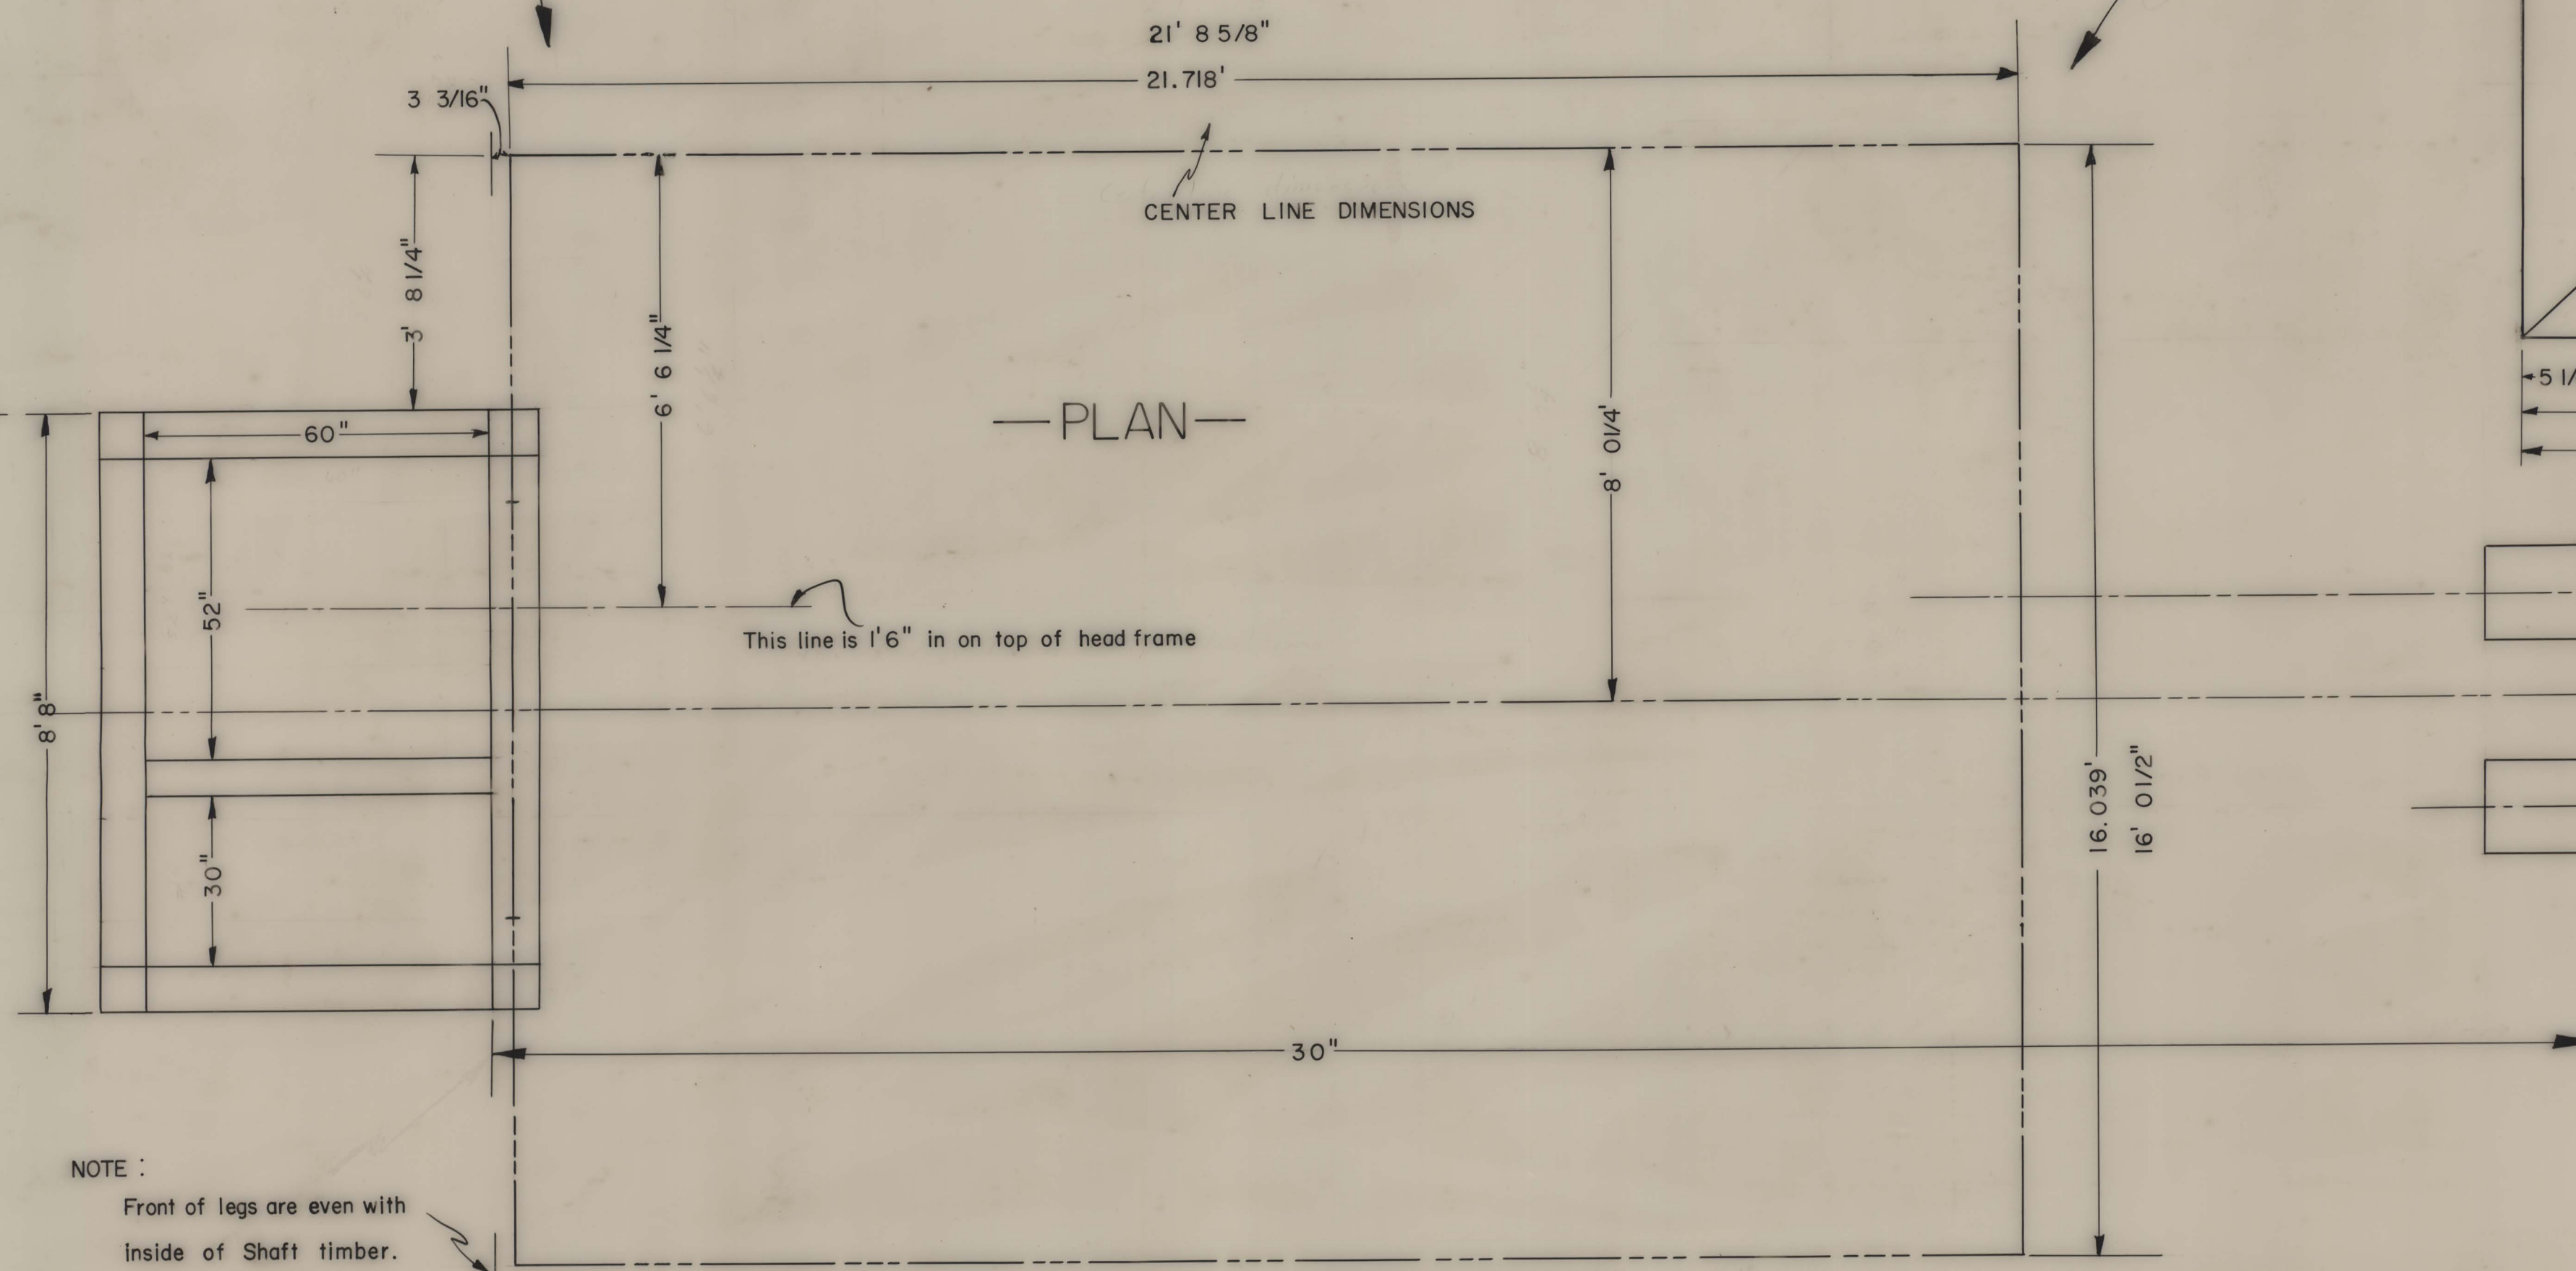 21' 8 5/8"
21.718'
3 3/16"
CENTER LINE DIMENSIONS
3' 8 1/4"
6' 6 1/4"
8' 0 1/4'
—PLAN—
5 1/
60"
52"
This line is 1'6" in on top of head frame
8' 8"
30"
16.039'
16' 0 1/2"
30"
NOTE :
Front of legs are even with
inside of Shaft timber.